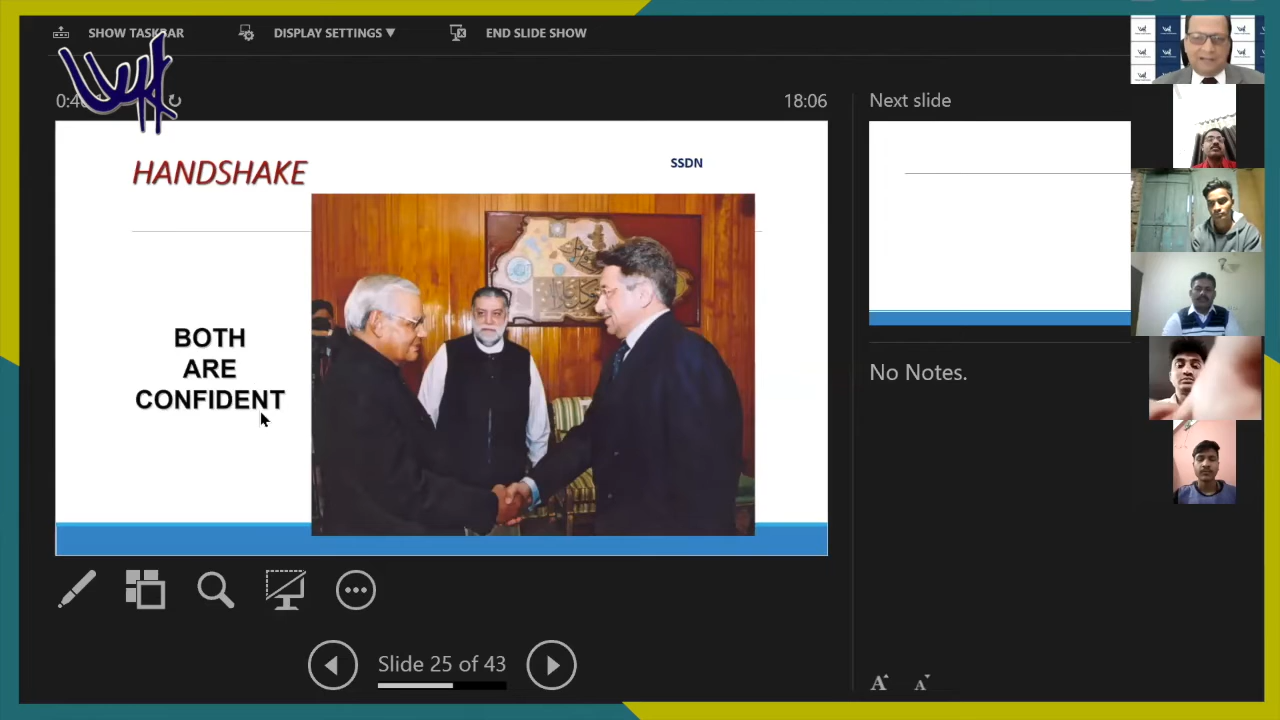 SHOW TASKBAR
DISPLAY SETTINGS ▼
END SLIDE SHOW
18:06
Next slide
HANDSHAKE
SSDN
BOTH
ARE
CONFIDENT
No Notes.
Slide 25 of 43
A
A